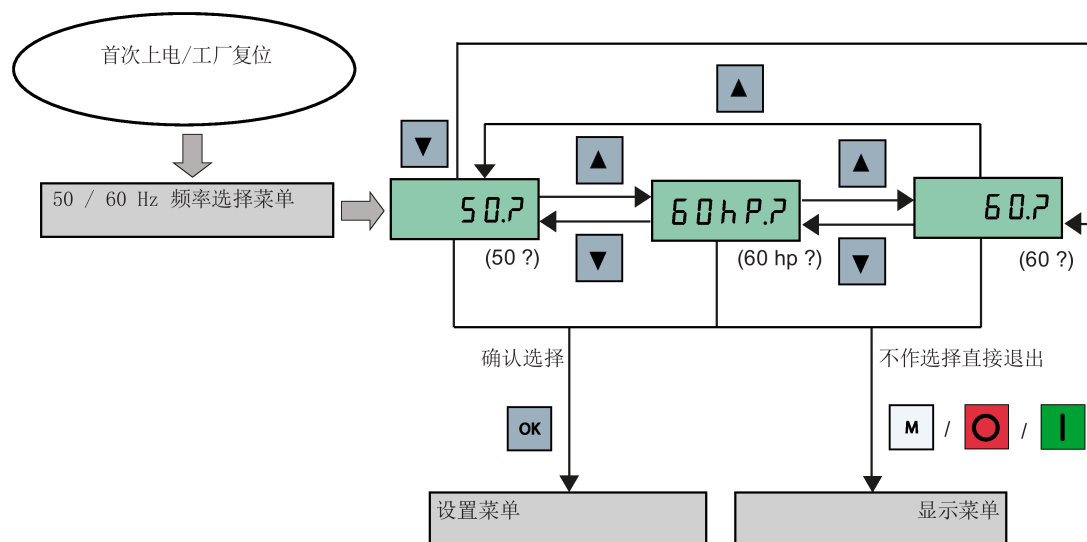 首次上电/工厂复位
50 / 60 Hz 频率选择菜单
50.?
60hP.?
60.?
(50 ?)
(60 hp ?)
(60 ?)
确认选择
不作选择直接退出
OK
M / /
设置菜单
显示菜单